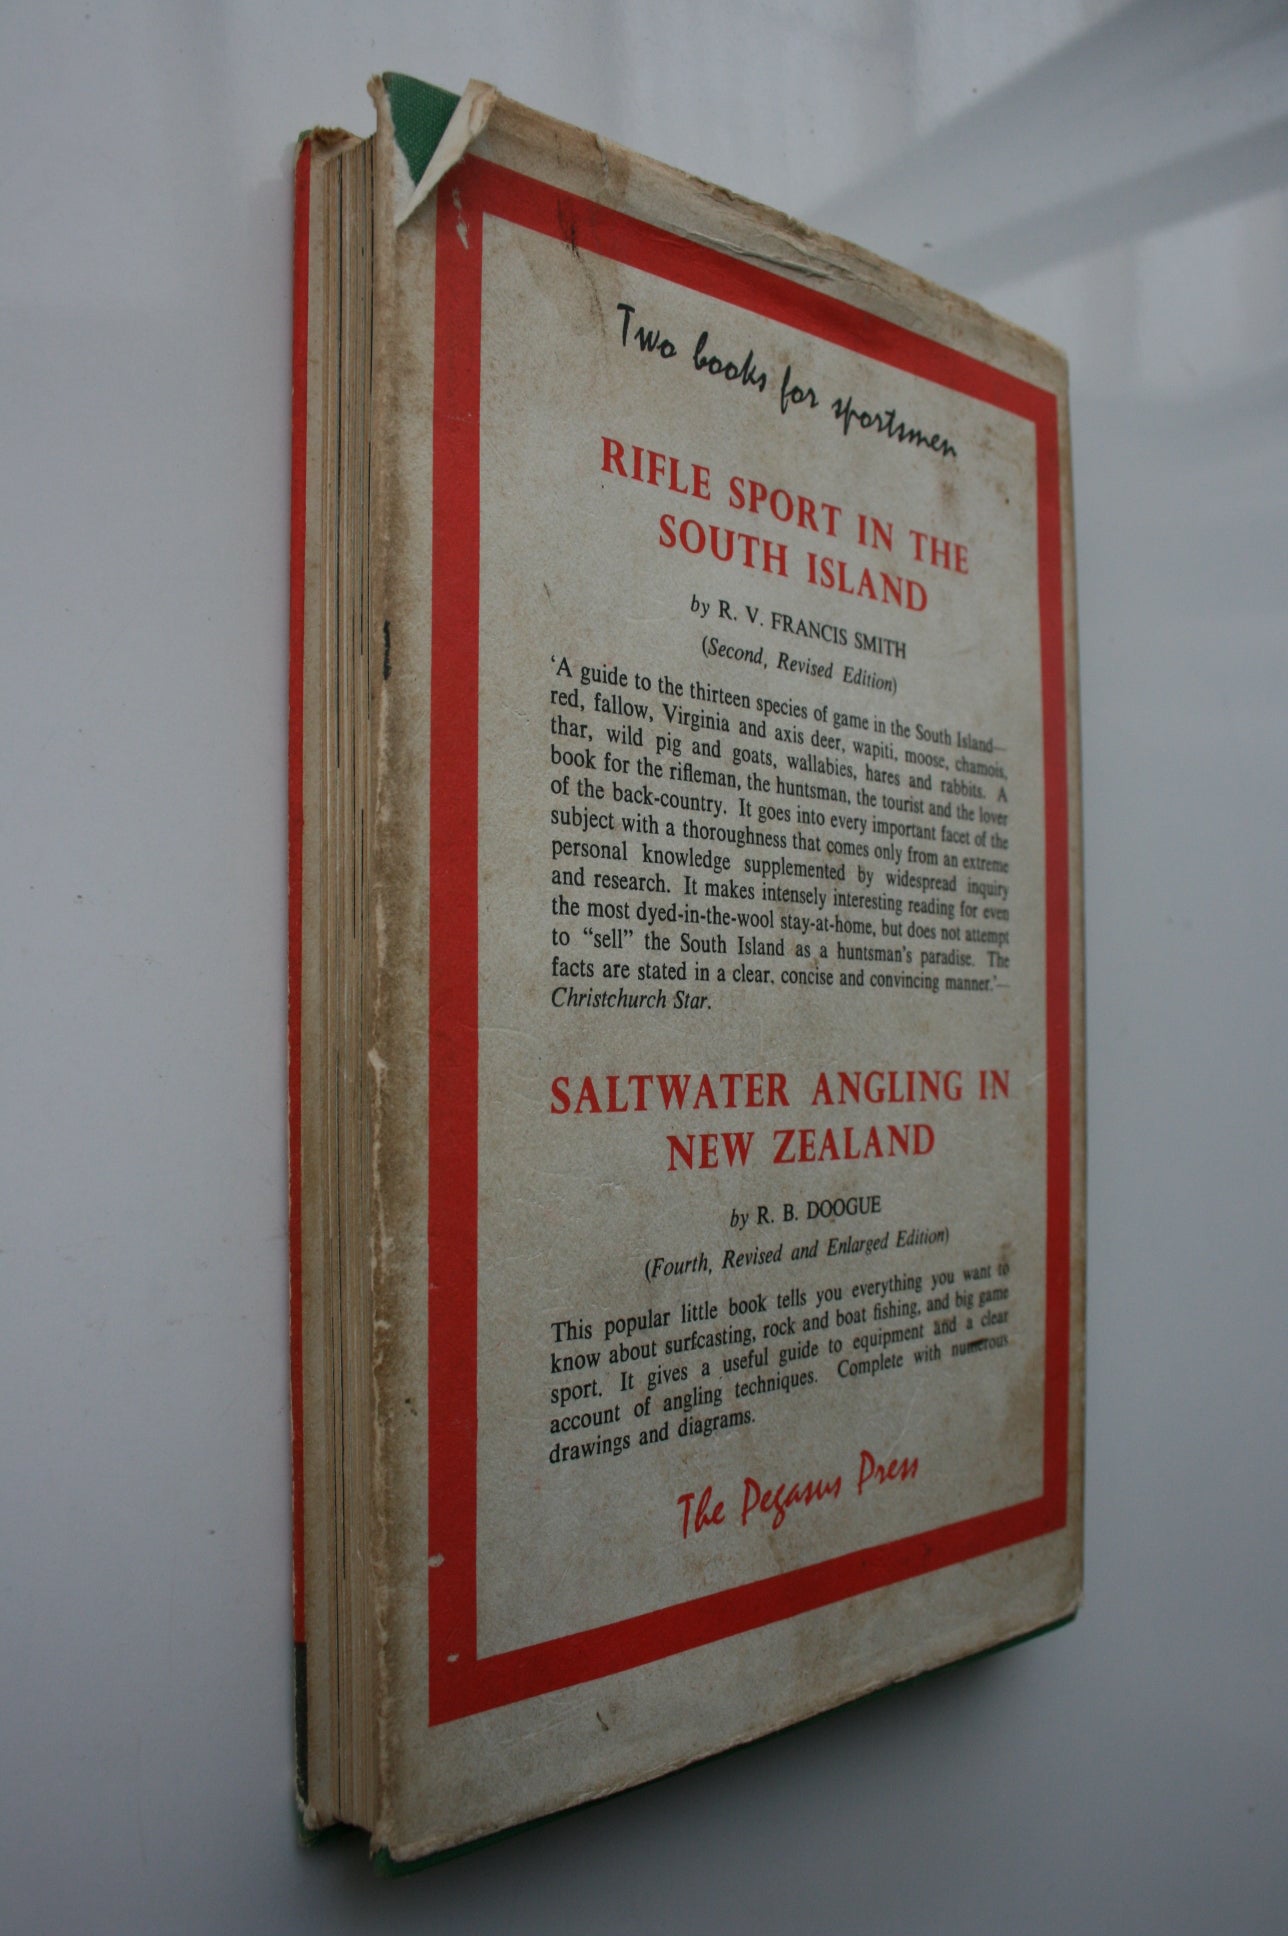 Two books for sportsmen
RIFLE SPORT IN THE
SOUTH ISLAND
by R. V. FRANCIS SMITH
(Second, Revised Edition)
‘A guide to the thirteen species of game in the South Island—
red, fallow, Virginia and axis deer, wapiti, moose, chamois,
thar, wild pig and goats, wallabies, hares and rabbits. A
book for the rifleman, the huntsman, the tourist and the lover
of the back-country. It goes into every important facet of the
subject with a thoroughness that comes only from an extreme
personal knowledge supplemented by widespread inquiry
and research. It makes intensely interesting reading for even
the most dyed-in-the-wool stay-at-home, but does not attempt
to “sell” the South Island as a huntsman's paradise. The
facts are stated in a clear, concise and convincing manner.’—
Christchurch Star.
SALTWATER ANGLING IN
NEW ZEALAND
by R. B. DOOGUE
(Fourth, Revised and Enlarged Edition)
This popular little book tells you everything you want to
know about surfcasting, rock and boat fishing, and big game
sport. It gives a useful guide to equipment and a clear
account of angling techniques. Complete with numerous
drawings and diagrams.
The Pegasus Press